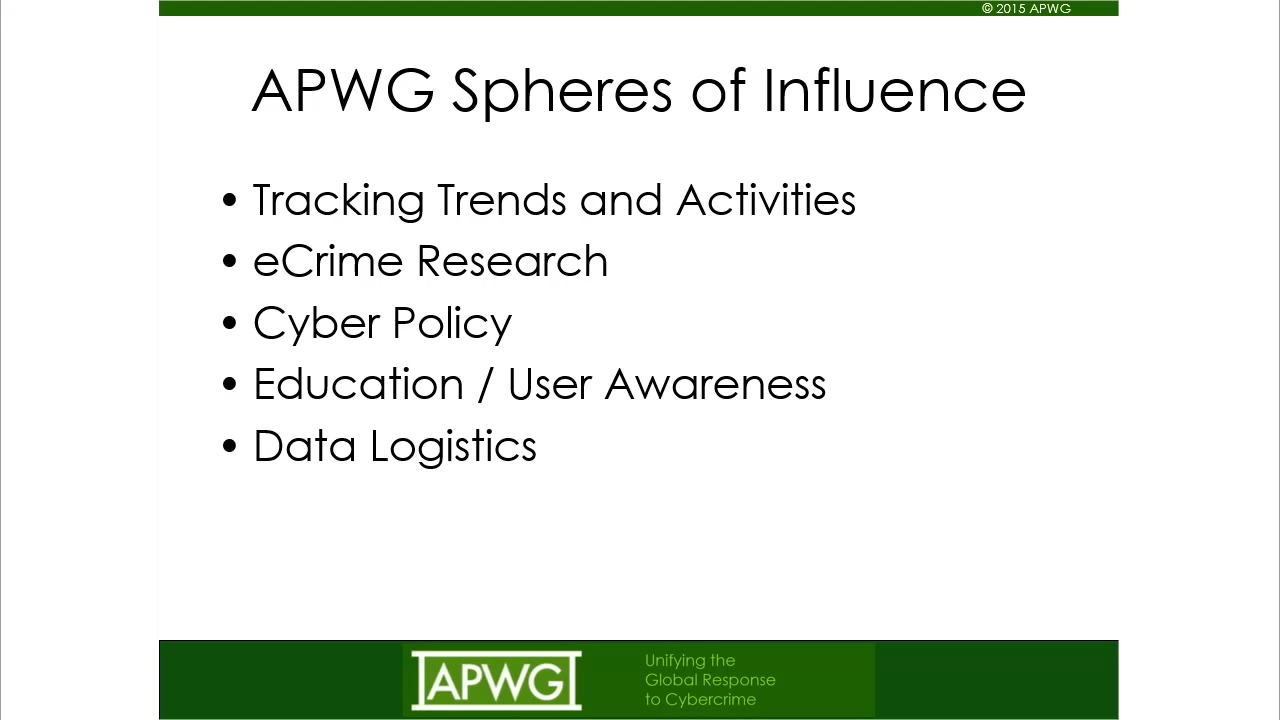 © 2015 APWG
APWG Spheres of Influence
• Tracking Trends and Activities
• eCrime Research
• Cyber Policy
• Education / User Awareness
• Data Logistics
APWG
Unifying the
Global Response
to Cybercrime